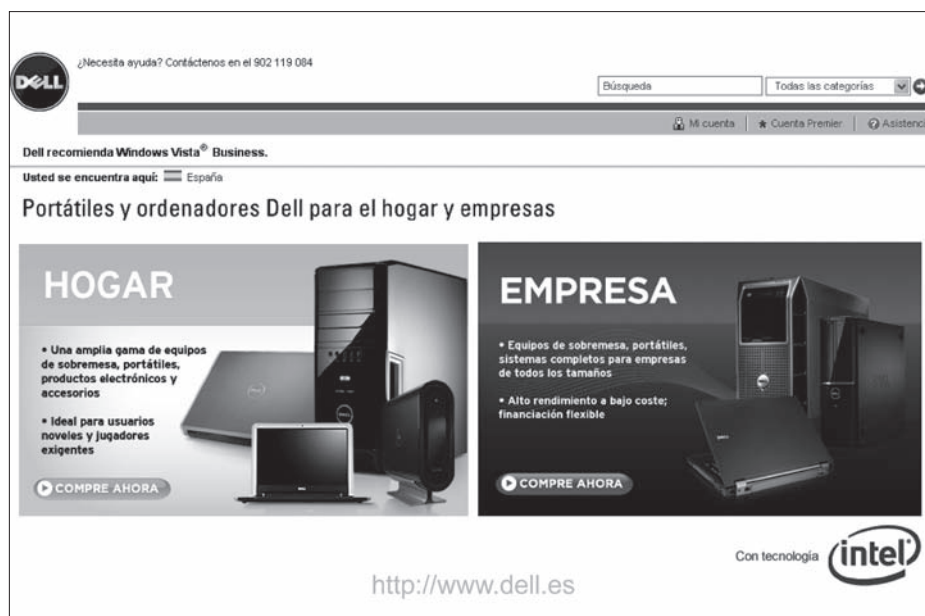 ¿Necesita ayuda? Contáctenos en el 902 119 084
DELL
Búsqueda
Todas las categorías
Mi cuenta
Cuenta Premier
Asistenci
Dell recomienda Windows Vista® Business.
Usted se encuentra aquí: España
Portátiles y ordenadores Dell para el hogar y empresas
HOGAR
• Una amplia gama de equipos
de sobremesa, portátiles,
productos electrónicos y
accesorios
• Ideal para usuarios
noveles y jugadores
exigentes
COMPRE AHORA
EMPRESA
• Equipos de sobremesa, portátiles,
sistemas completos para empresas
de todos los tamaños
• Alto rendimiento a bajo coste;
financiación flexible
COMPRE AHORA
Con tecnología
intel
http://www.dell.es